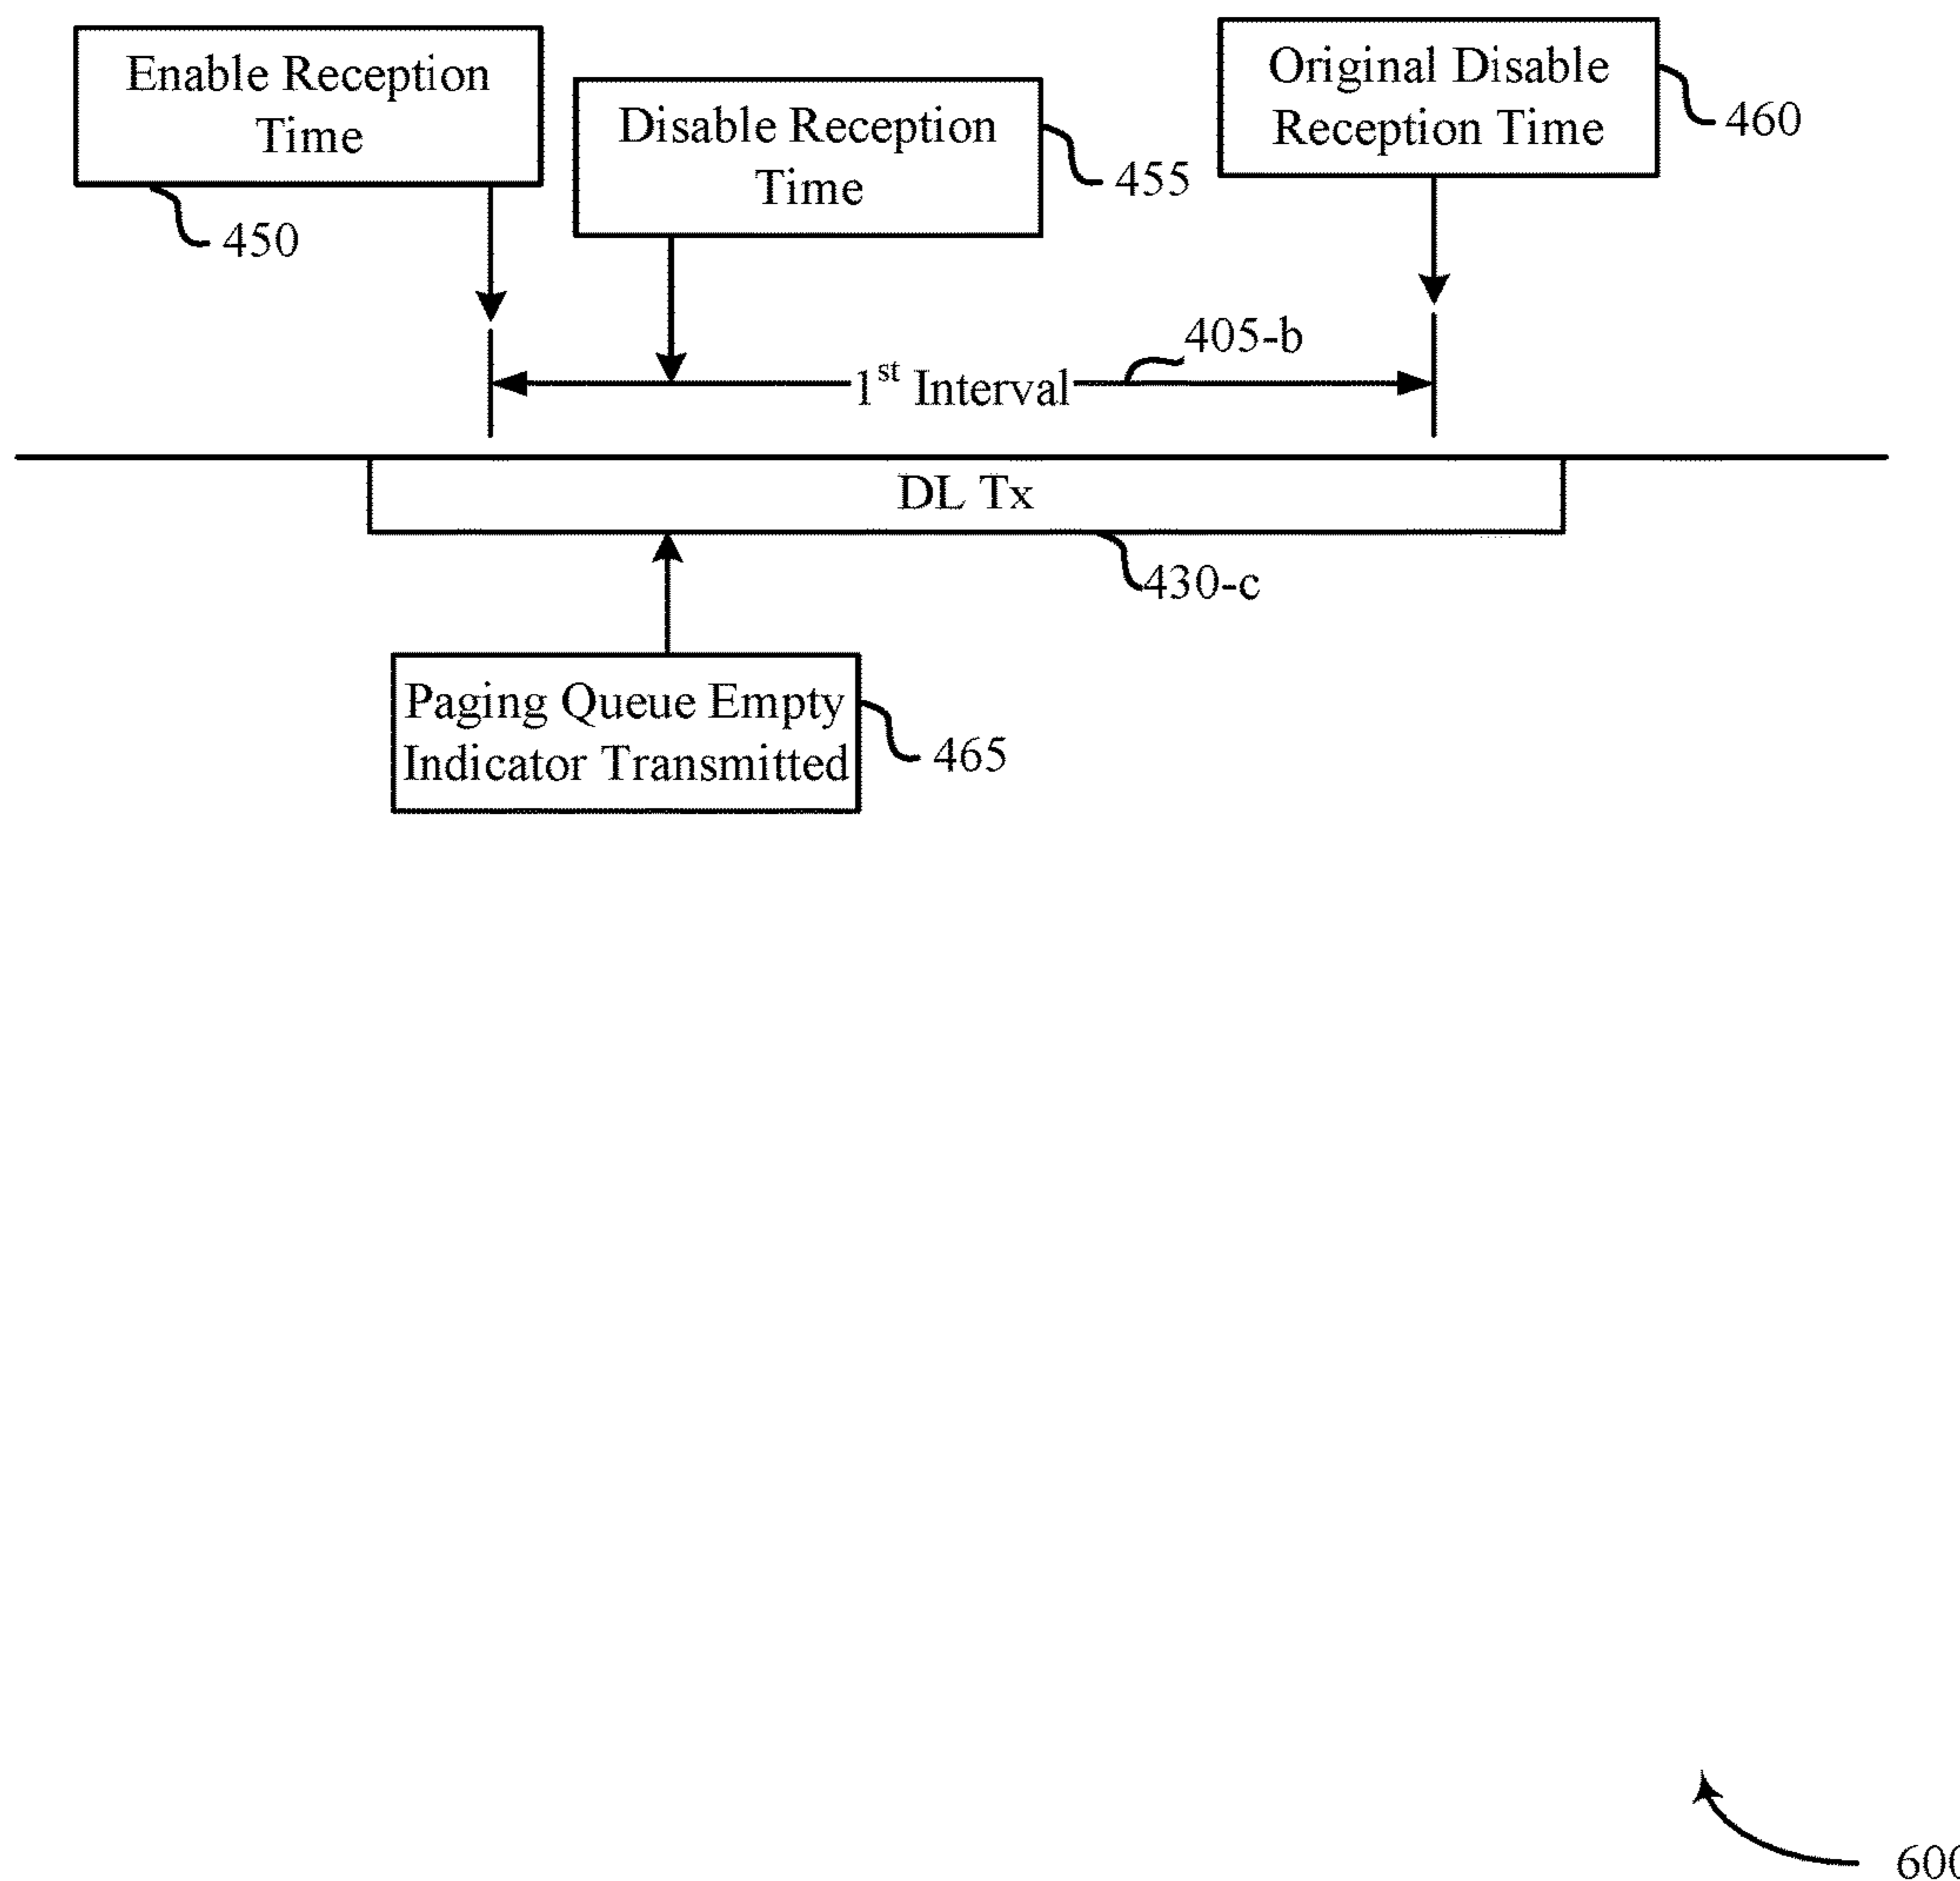 Enable Reception
Time
450
Disable Reception
Time
455
Original Disable
Reception Time
460
405-b
1st Interval
DL Tx
430-c
Paging Queue Empty
Indicator Transmitted
465
600